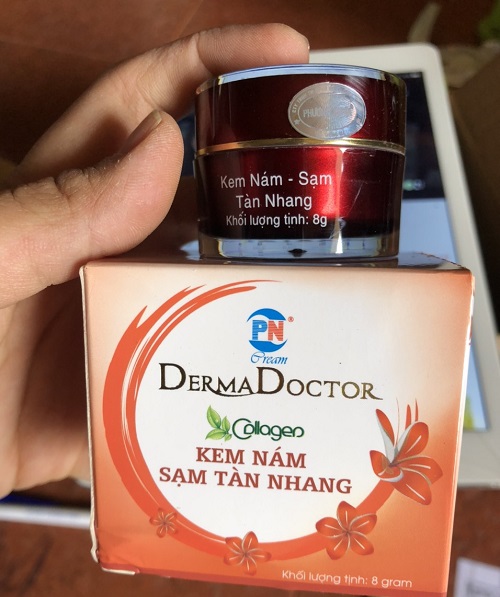 PHƯƠNG
Kem Nám - Sạm
Tàn Nhang
Khối lượng tịnh: 8g
PN®
Cream
DERMADOCTOR
Collagen
KEM NÁM
SẠM TÀN NHANG
Khối lượng tịnh: 8 gram